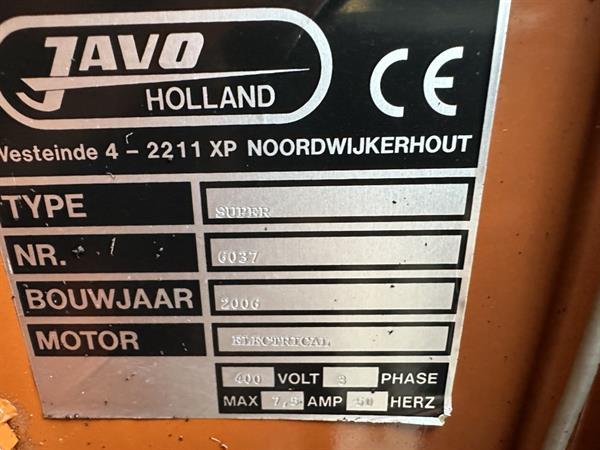 JAVO
HOLLAND
CE
Westeinde 4 - 2211 XP NOORDWIJKERHOUT
TYPE SUPER
NR. 6037
BOUWJAAR 2006
MOTOR ELECTRICAL
400 VOLT 3 PHASE
MAX 7,5 AMP 50 HERZ